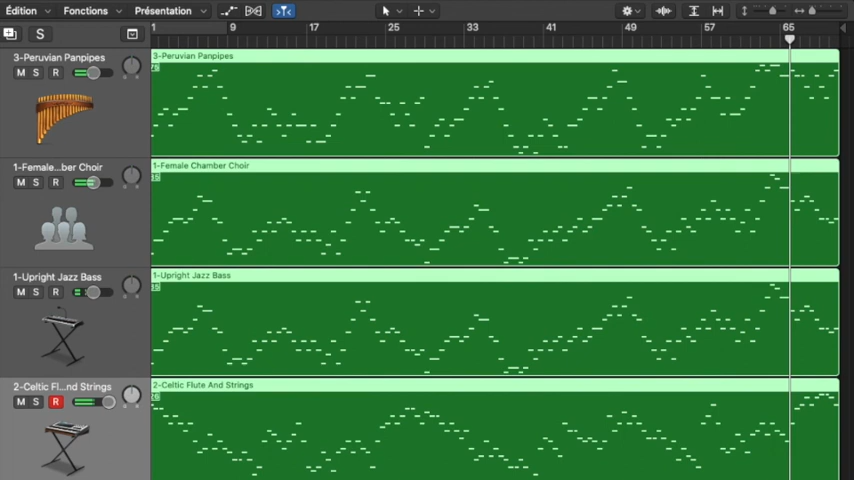 Édition Fonctions Présentation
1 9 17 25 33 41 49 57 65
S
3-Peruvian Panpipes
M S R
3-Peruvian Panpipes
1-Female...ber Choir
M S R
1-Female Chamber Choir
1-Upright Jazz Bass
M S R
1-Upright Jazz Bass
2-Celtic Fl...nd Strings
M S R
2-Celtic Flute And Strings